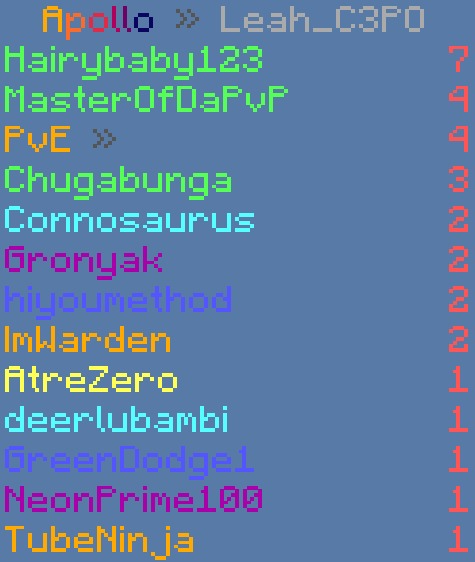 Apollo » Leah_C3PO
Hairybaby123 7
MasterOfDaPvP 4
PvE » 4
Chugabunga 3
Connosaurus 2
Gronyak 2
hiyoumethod 2
ImWarden 2
AtreZero 1
deerlubambi 1
GreenDodge1 1
NeonPrime100 1
TubeNinja 1